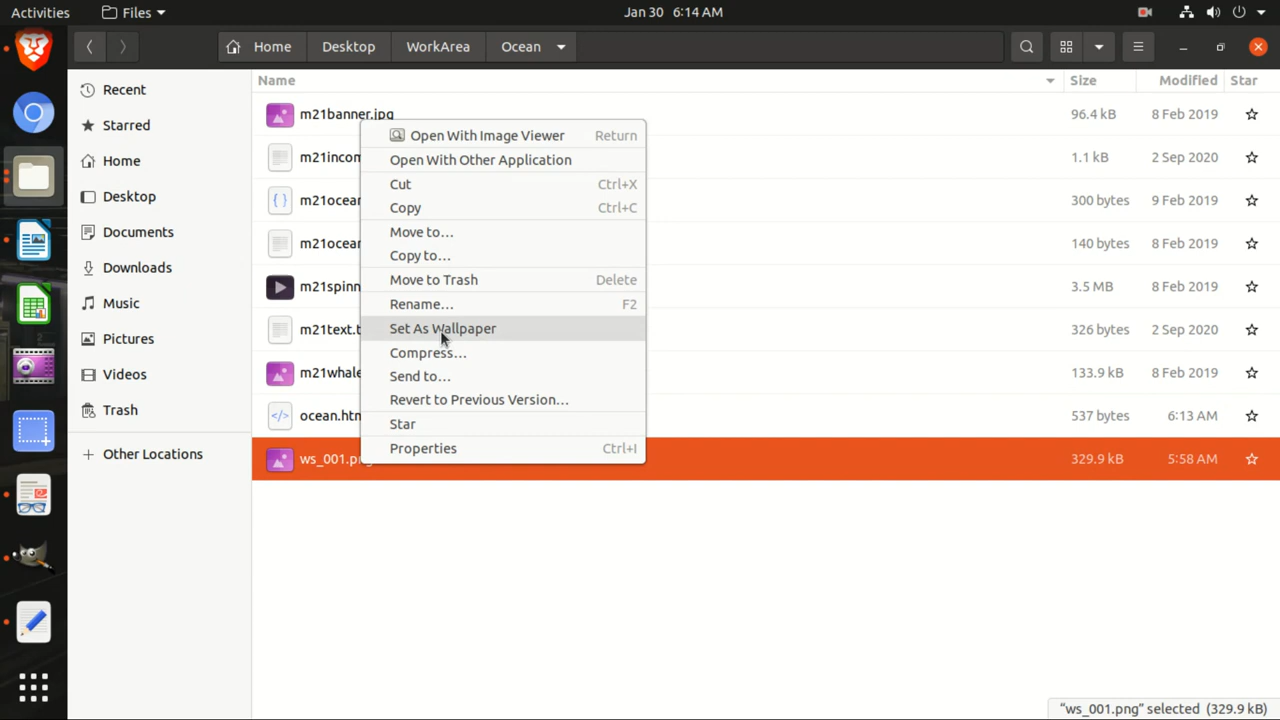 Activities Files Jan 30 6:14 AM
Home Desktop WorkArea Ocean
Name Size Modified Star
Recent
Starred
Home
Desktop
Documents
Downloads
Music
Pictures
Videos
Trash
Other Locations
m21banner.jpg 96.4 kB 8 Feb 2019
m21incom 1.1 kB 2 Sep 2020
m21ocean 300 bytes 9 Feb 2019
m21ocean 140 bytes 8 Feb 2019
m21spinn 3.5 MB 8 Feb 2019
m21text.t 326 bytes 2 Sep 2020
m21whale 133.9 kB 8 Feb 2019
ocean.htm 537 bytes 6:13 AM
ws_001.png 329.9 kB 5:58 AM
Open With Image Viewer Return
Open With Other Application
Cut Ctrl+X
Copy Ctrl+C
Move to…
Copy to…
Move to Trash Delete
Rename… F2
Set As Wallpaper
Compress…
Send to…
Revert to Previous Version…
Star
Properties Ctrl+I
“ws_001.png” selected (329.9 kB)